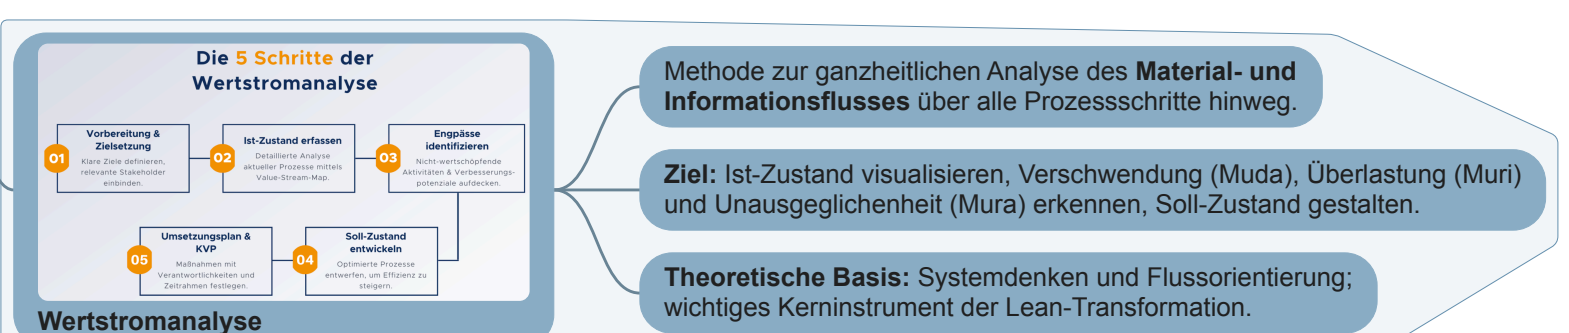 Die 5 Schritte der
Wertstromanalyse
01
Vorbereitung &
Zielsetzung
Klare Ziele definieren,
relevante Stakeholder
einbinden.
02
Ist-Zustand erfassen
Detaillierte Analyse
aktueller Prozesse mittels
Value-Stream-Map.
03
Engpässe
identifizieren
Nicht-wertschöpfende
Aktivitäten & Verbesserungs-
potenziale aufdecken.
04
Soll-Zustand
entwickeln
Optimierte Prozesse
entwerfen, um Effizienz zu
steigern.
05
Umsetzungsplan &
KVP
Maßnahmen mit
Verantwortlichkeiten und
Zeitrahmen festlegen.
Wertstromanalyse
Methode zur ganzheitlichen Analyse des Material- und
Informationsflusses über alle Prozessschritte hinweg.
Ziel: Ist-Zustand visualisieren, Verschwendung (Muda), Überlastung (Muri)
und Unausgeglichenheit (Mura) erkennen, Soll-Zustand gestalten.
Theoretische Basis: Systemdenken und Flussorientierung;
wichtiges Kerninstrument der Lean-Transformation.